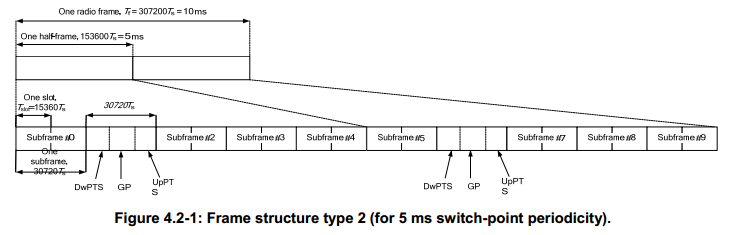 One radio frame, Tf = 307200Ts = 10 ms
One half-frame, 153600Ts = 5 ms
One slot,
Tslot=15360Ts
30720Ts
Subframe #0
Subframe #2
Subframe #3
Subframe #4
Subframe #5
Subframe #7
Subframe #8
Subframe #9
One
subframe,
30720Ts
DwPTS
GP
UpPT
S
DwPTS
GP
UpPT
S
Figure 4.2-1: Frame structure type 2 (for 5 ms switch-point periodicity).